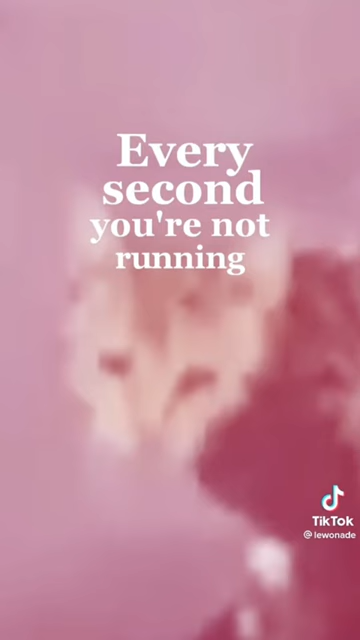 Every
second
you're not
running
TikTok
@lewonade